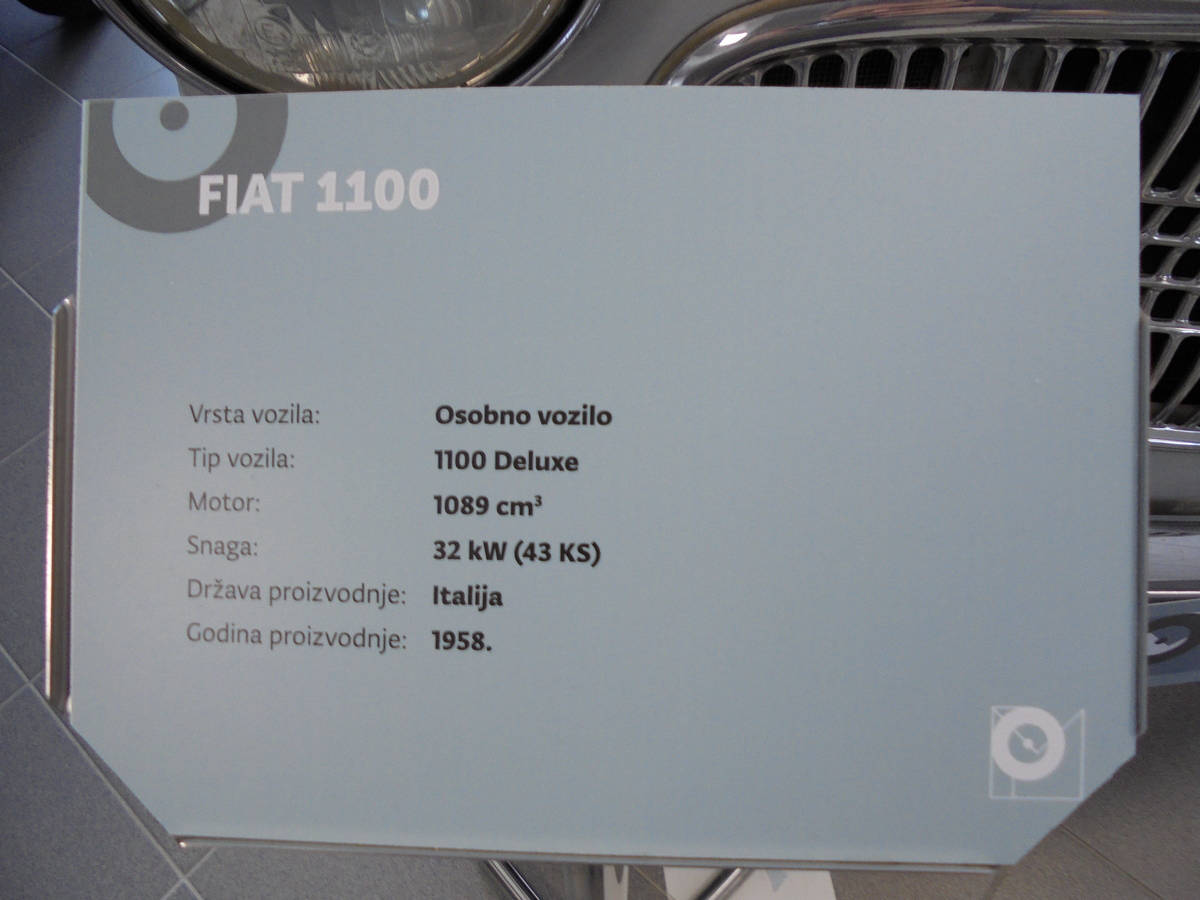 FIAT 1100
Vrsta vozila: Osobno vozilo
Tip vozila: 1100 Deluxe
Motor: 1089 cm³
Snaga: 32 kW (43 KS)
Država proizvodnje: Italija
Godina proizvodnje: 1958.